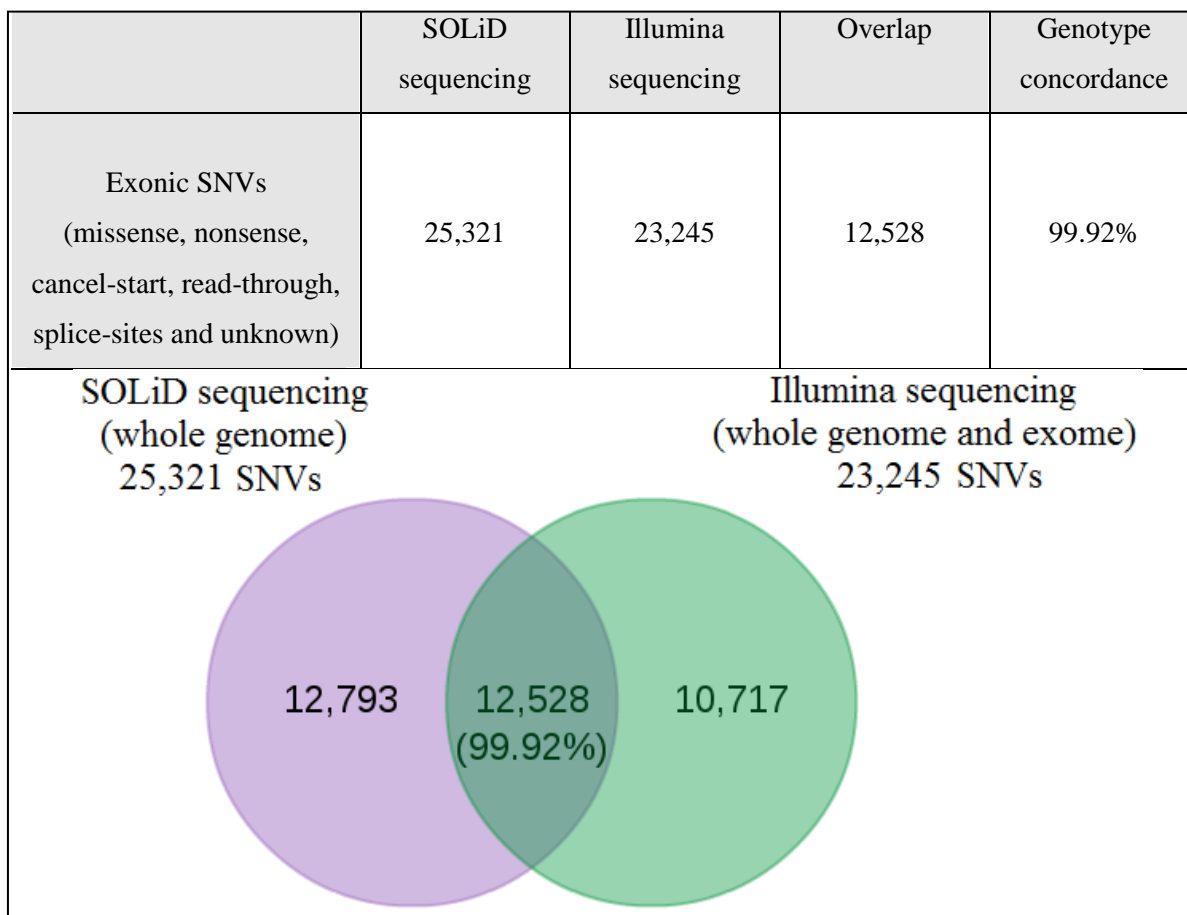 SOLiD sequencing
Illumina sequencing
Overlap
Genotype concordance
Exonic SNVs
(missense, nonsense,
cancel-start, read-through,
splice-sites and unknown)
25,321
23,245
12,528
99.92%
SOLiD sequencing
(whole genome)
25,321 SNVs
Illumina sequencing
(whole genome and exome)
23,245 SNVs
12,793
12,528
(99.92%)
10,717